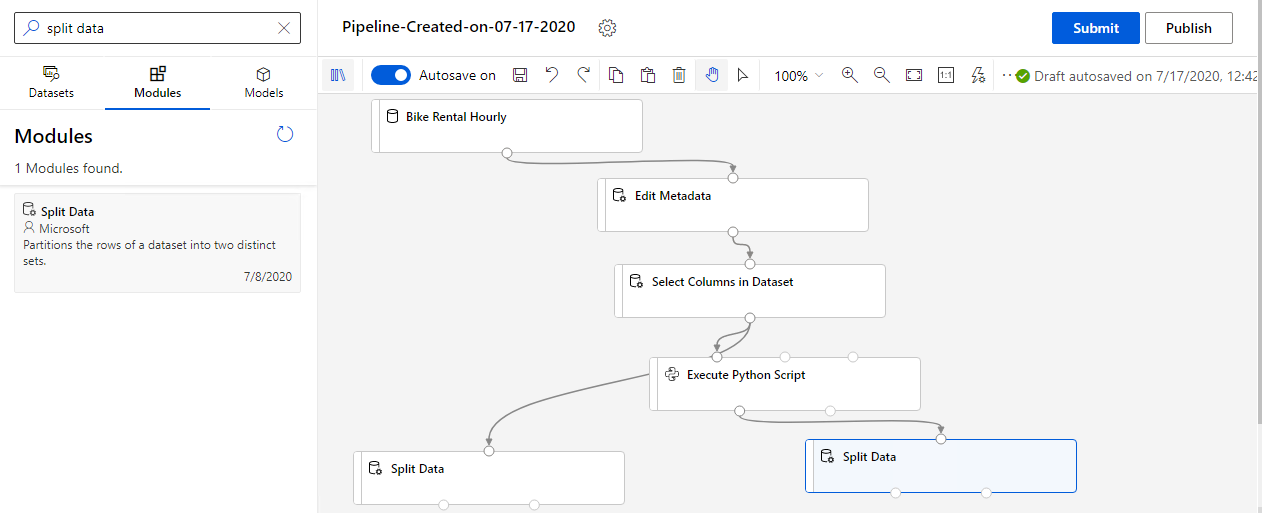 split data
Datasets
Modules
Models
Modules
1 Modules found.
Split Data
Microsoft
Partitions the rows of a dataset into two distinct
sets.
7/8/2020
Pipeline-Created-on-07-17-2020
Submit
Publish
Autosave on
100%
1:1
Draft autosaved on 7/17/2020, 12:42
Bike Rental Hourly
Edit Metadata
Select Columns in Dataset
Execute Python Script
Split Data
Split Data